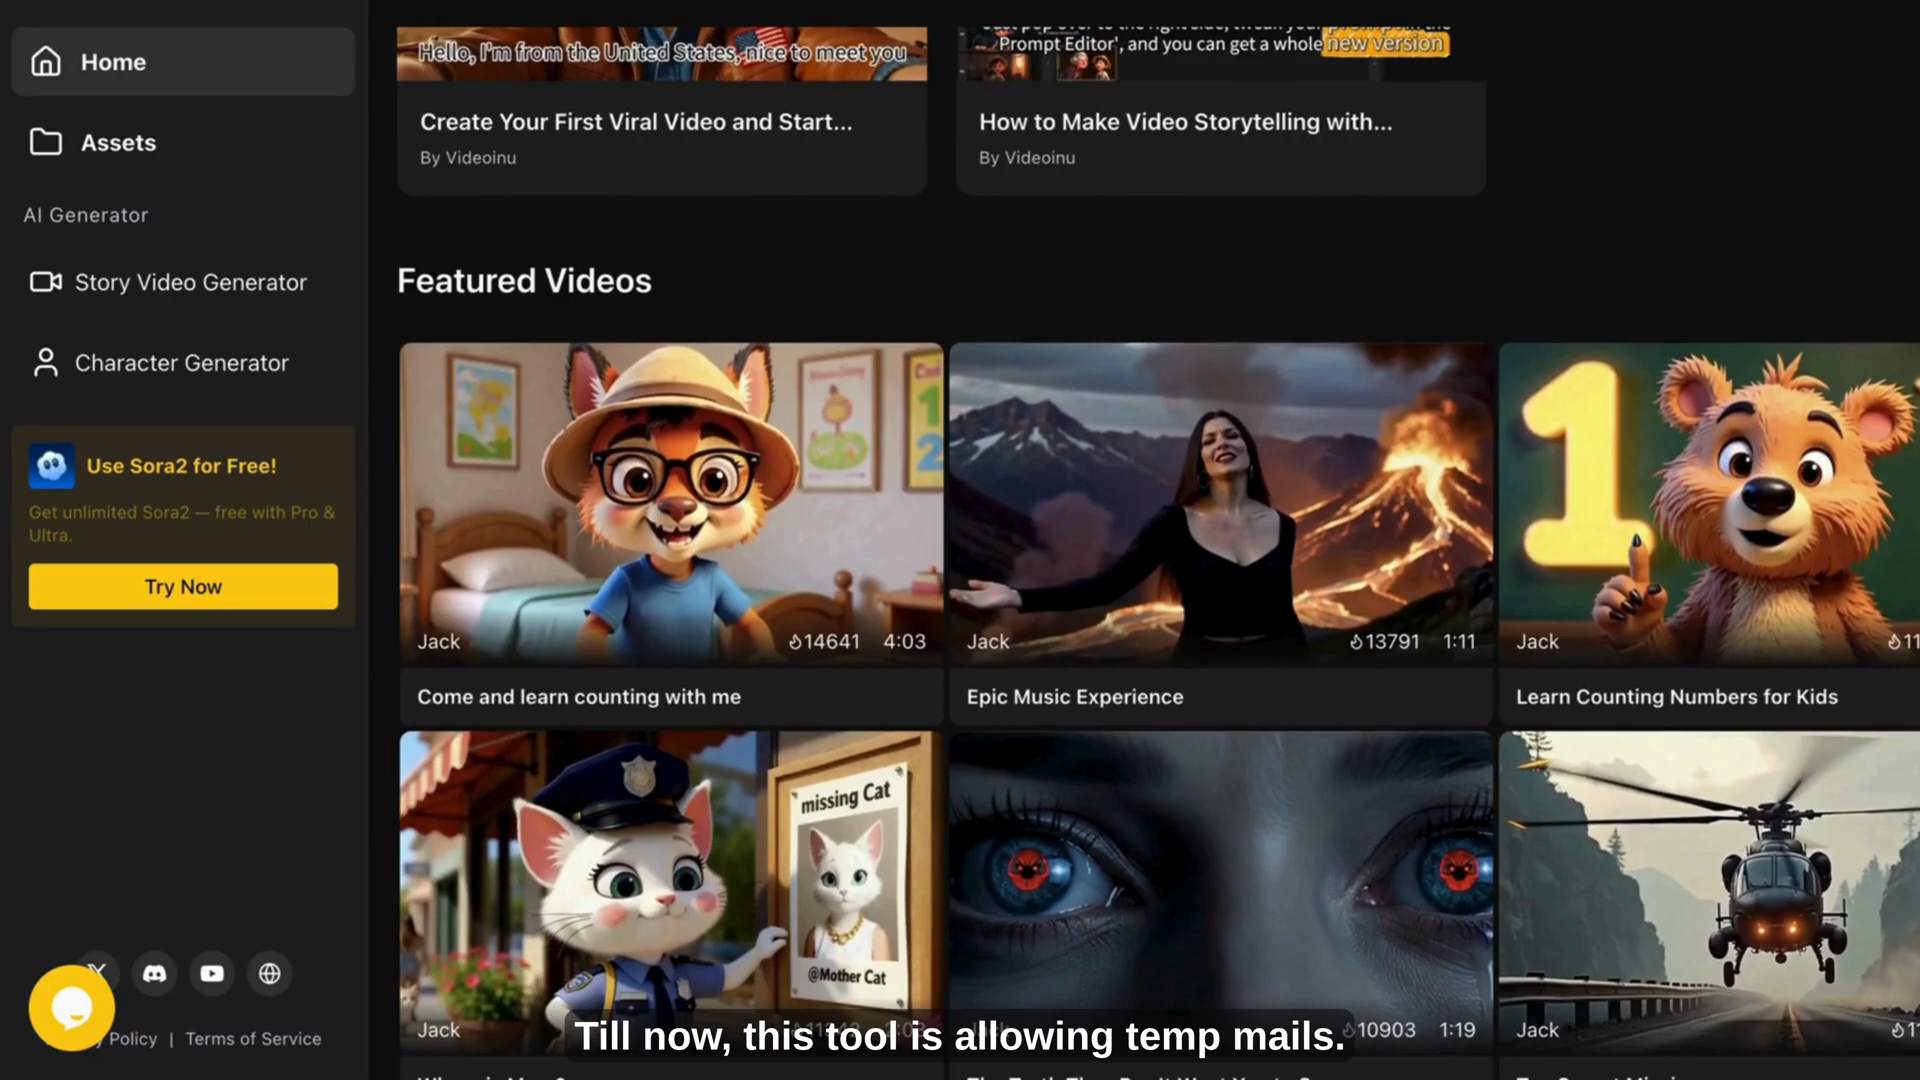 Home
Assets
AI Generator
Story Video Generator
Character Generator
Use Sora2 for Free!
Get unlimited Sora2 — free with Pro &
Ultra.
Try Now
Policy | Terms of Service
Hello, I'm from the United States, nice to meet you
Create Your First Viral Video and Start...
By Videoinu
Prompt Editor', and you can get a whole new version
How to Make Video Storytelling with...
By Videoinu
Featured Videos
Jack 14641 4:03
Come and learn counting with me
Jack 13791 1:11
Epic Music Experience
1
Jack 11
Learn Counting Numbers for Kids
missing Cat
@Mother Cat
Jack
10903 1:19
Jack 11
Till now, this tool is allowing temp mails.